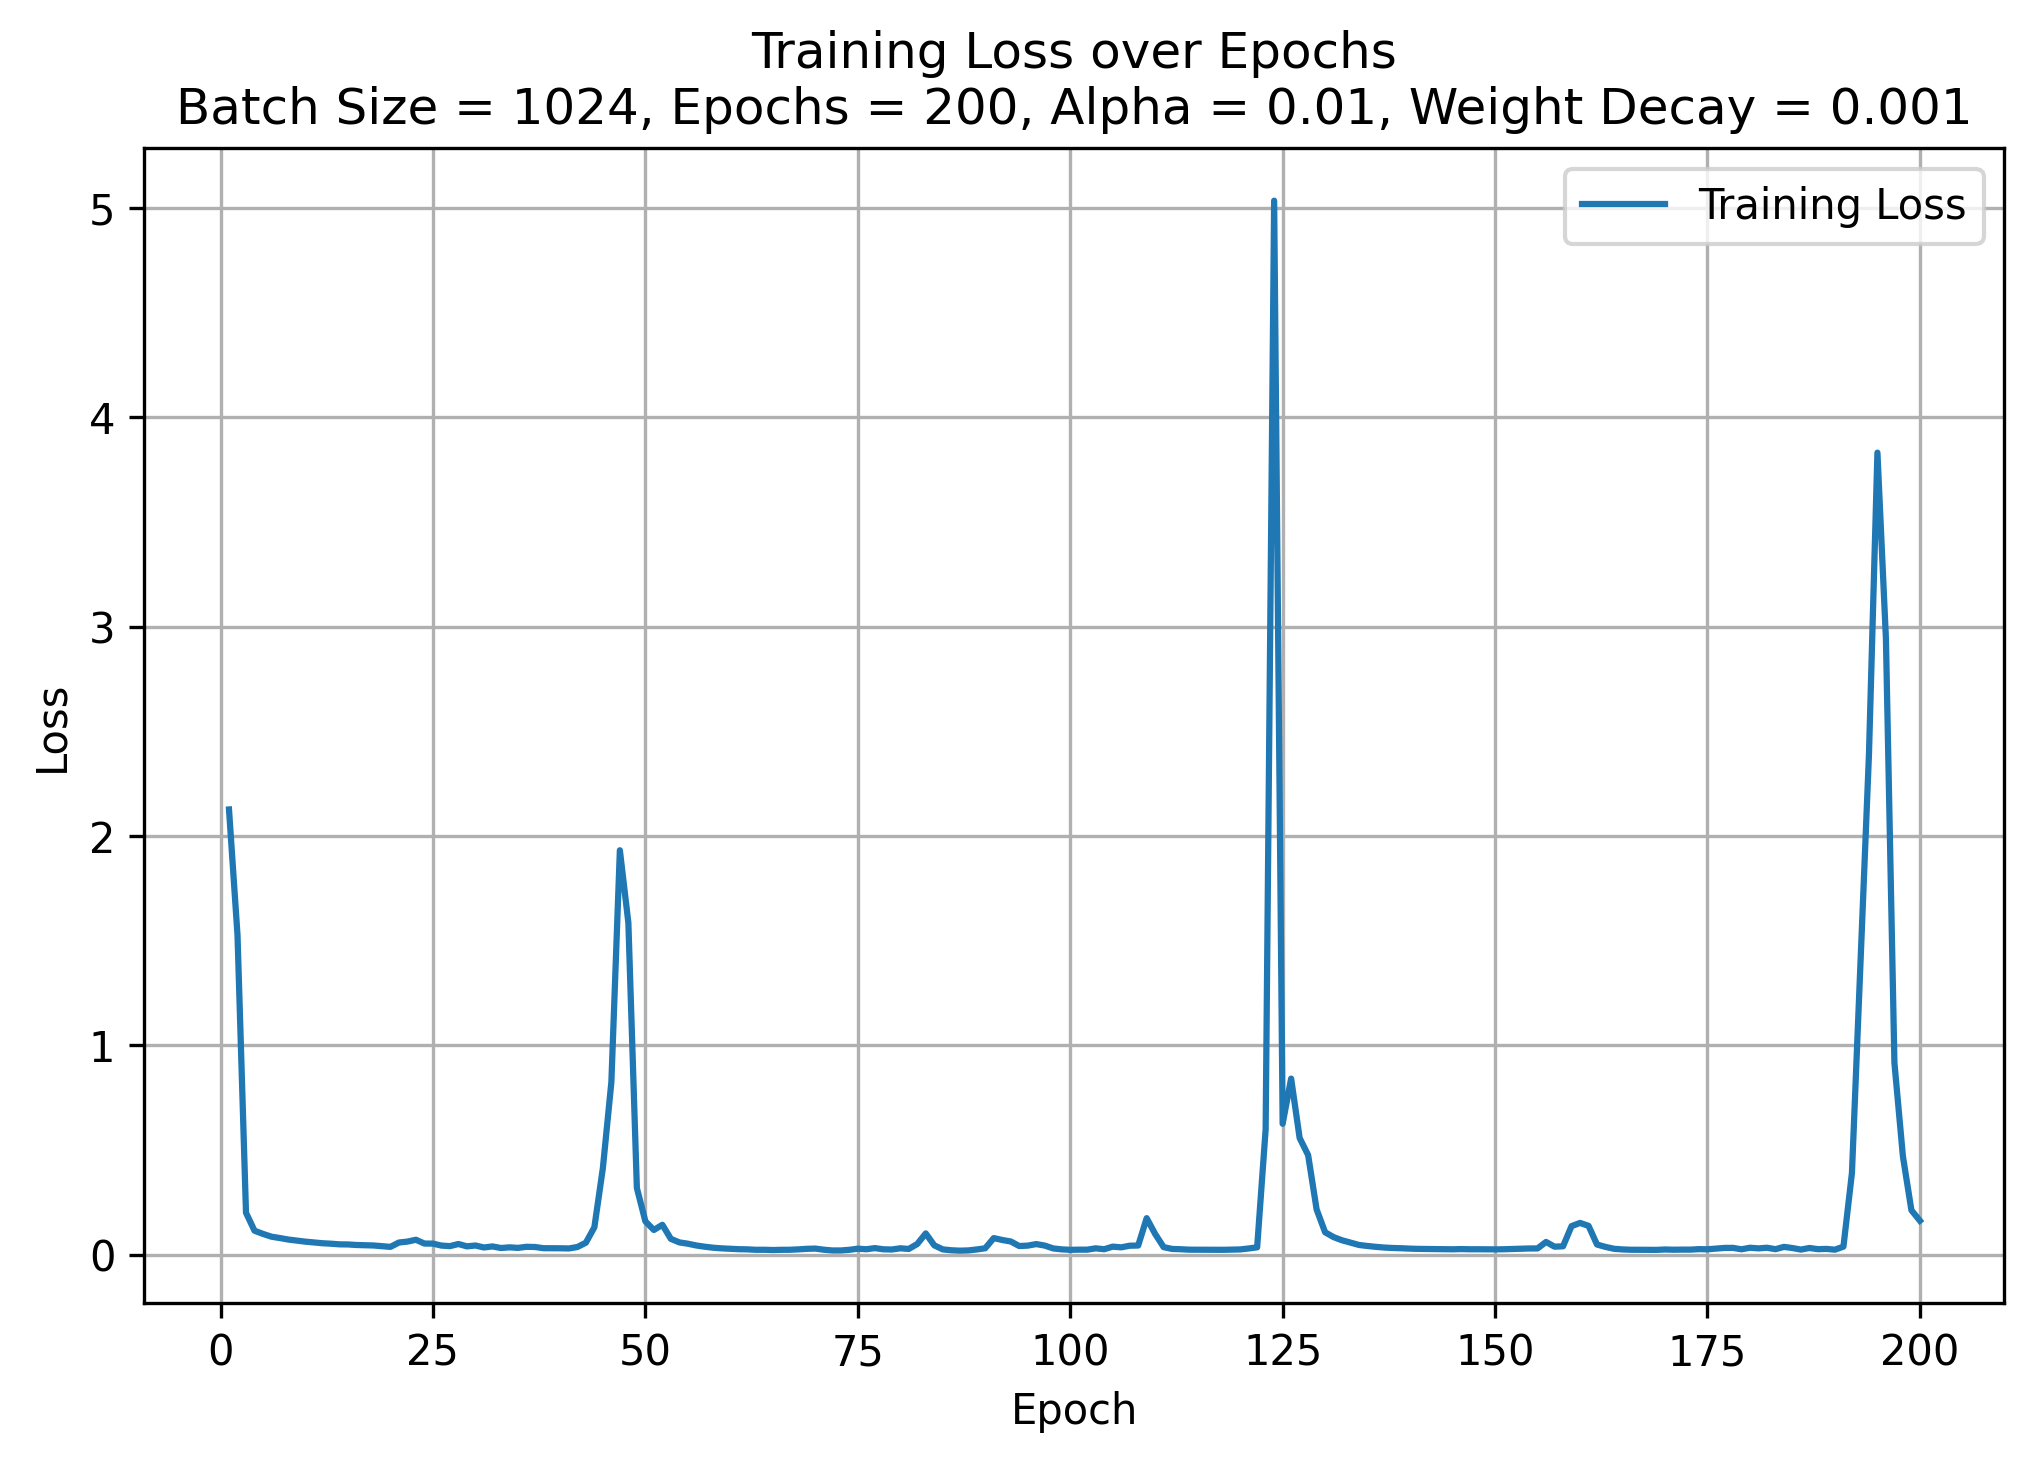 Training Loss over Epochs
Batch Size = 1024, Epochs = 200, Alpha = 0.01, Weight Decay = 0.001
Training Loss
5
4
3
2
1
0
Loss
0 25 50 75 100 125 150 175 200
Epoch